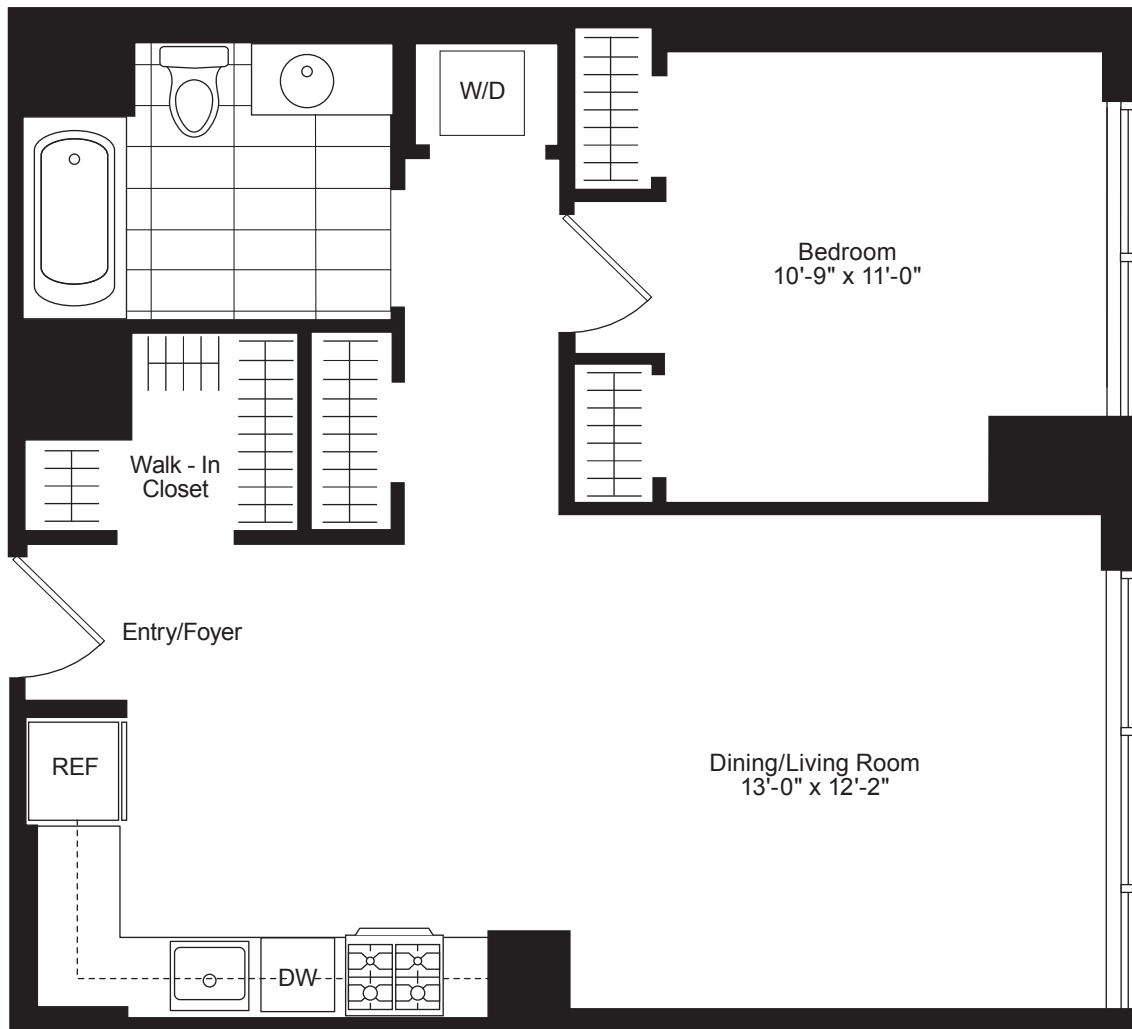 W/D
Bedroom
10'-9" x 11'-0"
Walk - In
Closet
Entry/Foyer
REF
Dining/Living Room
13'-0" x 12'-2"
DW